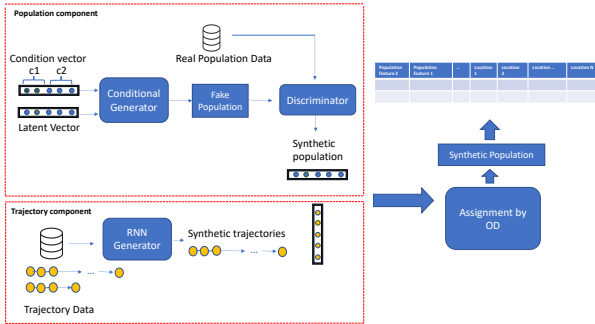 Population component
Condition vector
c1 c2
Latent Vector
Conditional
Generator
Real Population Data
Fake
Population
Discriminator
Synthetic
population
Trajectory component
RNN
Generator
Synthetic trajectories
...
...
Trajectory Data
Population feature 2 Population feature 1 .. Location 1 Location 2 Location .. Location N
Synthetic Population
Assignment by
OD